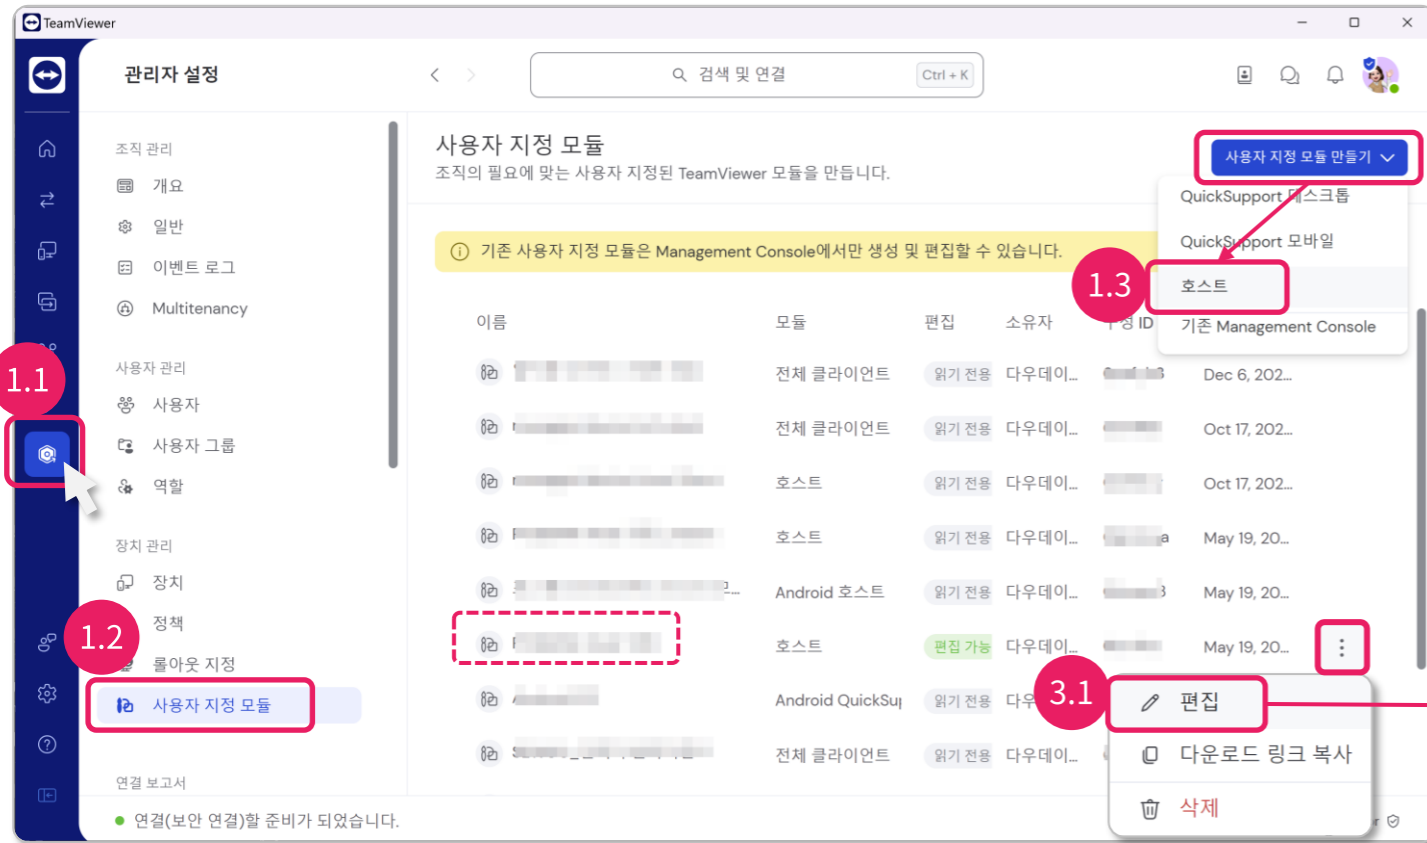 TeamViewer
관리자 설정
검색 및 연결
Ctrl + K
조직 관리
개요
일반
이벤트 로그
Multitenancy
사용자 관리
사용자
사용자 그룹
역할
장치 관리
장치
정책
롤아웃 지정
사용자 지정 모듈
연결 보고서
1.1
1.2
사용자 지정 모듈
조직의 필요에 맞는 사용자 지정된 TeamViewer 모듈을 만듭니다.
사용자 지정 모듈 만들기
QuickSupport 데스크톱
QuickSupport 모바일
1.3
호스트
기존 Management Console
기존 사용자 지정 모듈은 Management Console에서만 생성 및 편집할 수 있습니다.
이름 모듈 편집 소유자 ID
전체 클라이언트 읽기 전용 다우데이... Dec 6, 202...
전체 클라이언트 읽기 전용 다우데이... Oct 17, 202...
호스트 읽기 전용 다우데이... Oct 17, 202...
호스트 읽기 전용 다우데이... May 19, 20...
Android 호스트 읽기 전용 다우데이... May 19, 20...
호스트 편집 가능 다우데이... May 19, 20...
Android QuickSup 읽기 전용
전체 클라이언트 읽기 전용 다우데이...
3.1
편집
다운로드 링크 복사
삭제
연결(보안 연결)할 준비가 되었습니다.